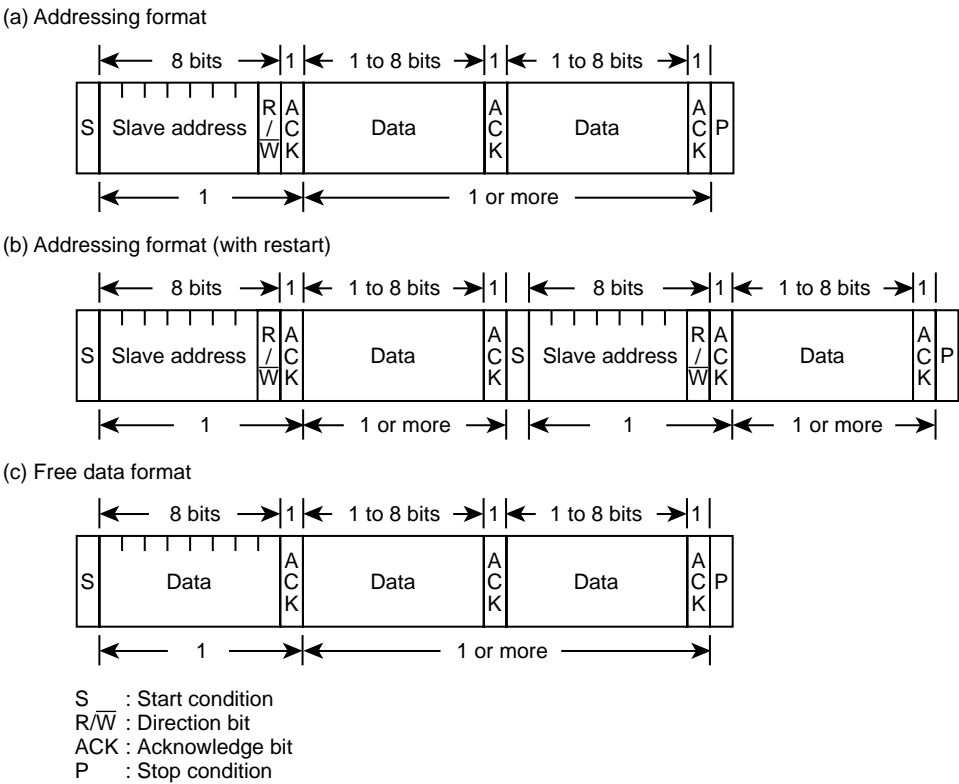 (a) Addressing format
8 bits 1 1 to 8 bits 1 1 to 8 bits 1
S Slave address R/W̅ ACK Data ACK Data ACK P
1 1 or more
(b) Addressing format (with restart)
8 bits 1 1 to 8 bits 1 8 bits 1 1 to 8 bits 1
S Slave address R/W̅ ACK Data ACK S Slave address R/W̅ ACK Data ACK P
1 1 or more 1 1 or more
(c) Free data format
8 bits 1 1 to 8 bits 1 1 to 8 bits 1
S Data ACK Data ACK Data ACK P
1 1 or more
S : Start condition
R/W̅ : Direction bit
ACK : Acknowledge bit
P : Stop condition